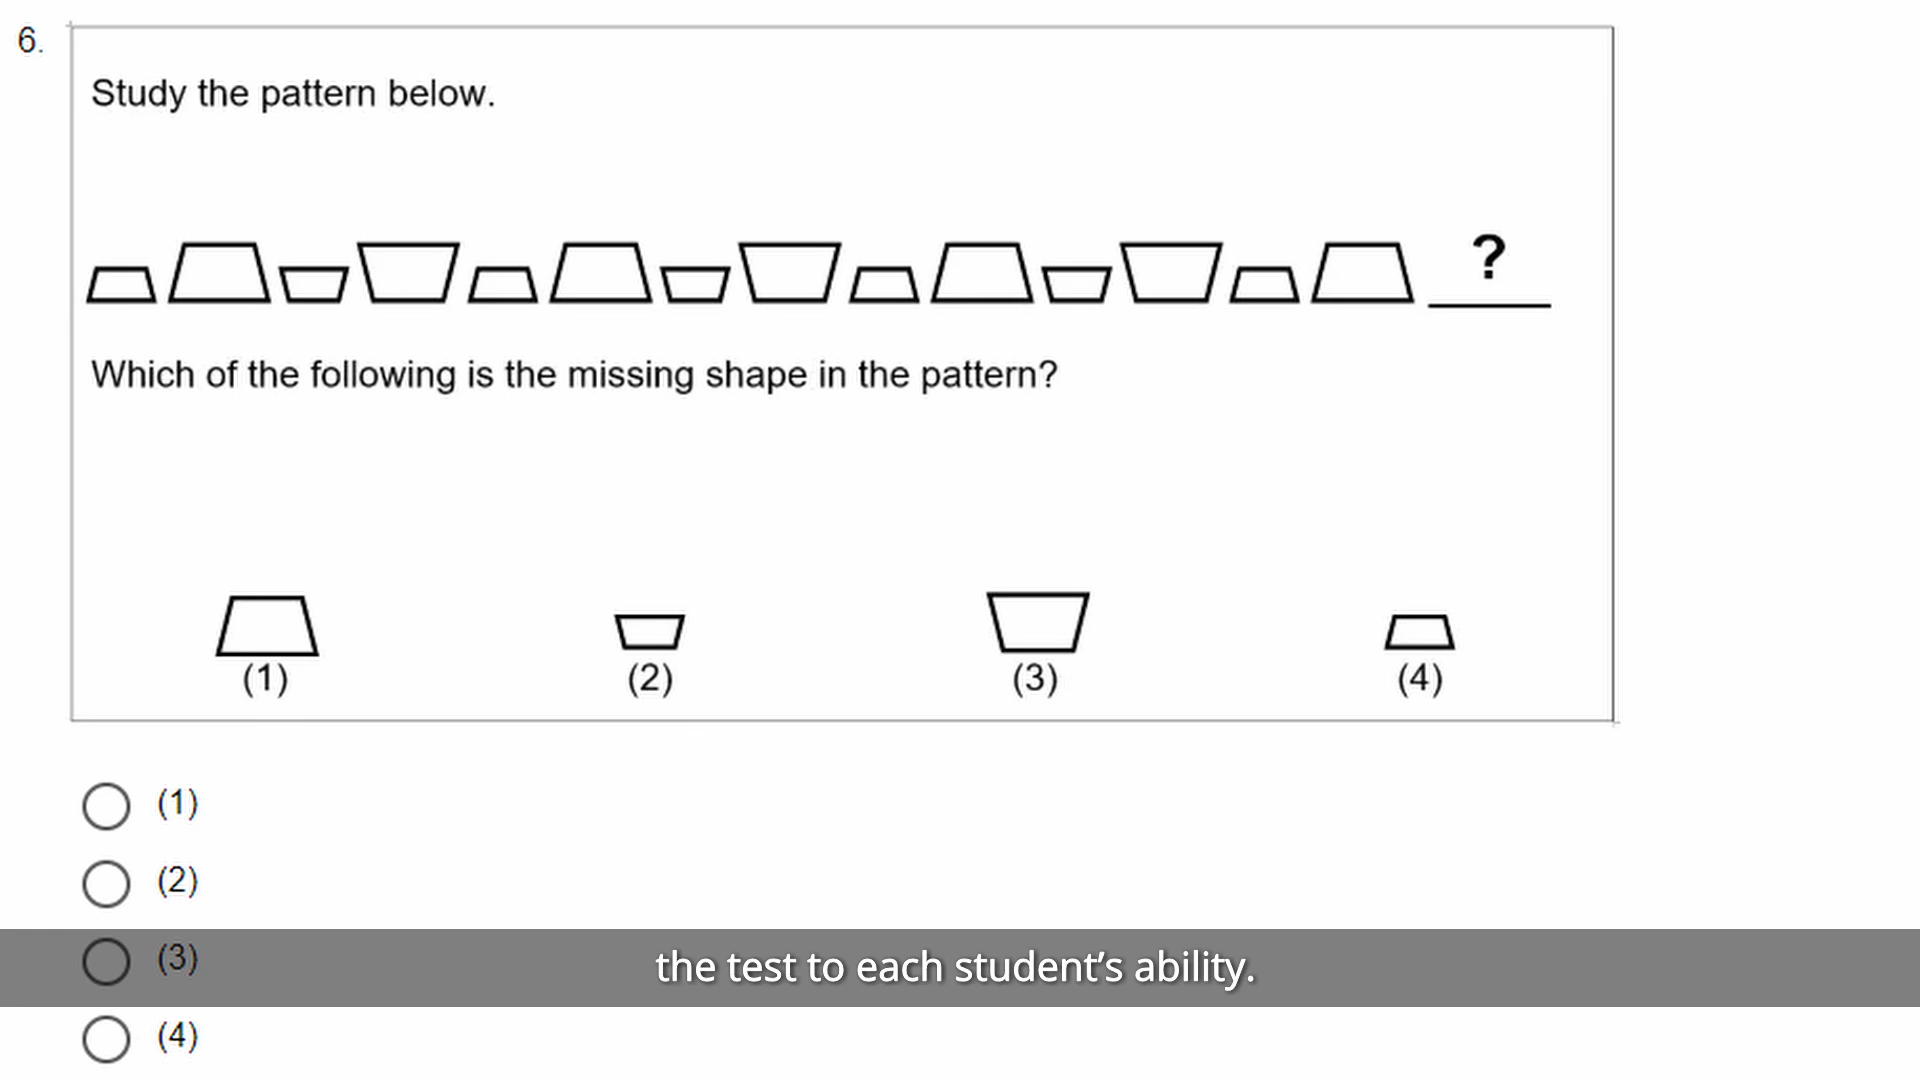 6.
Study the pattern below.
?
Which of the following is the missing shape in the pattern?
(1) (2) (3) (4)
(1)
(2)
(3)
the test to each student’s ability.
(4)